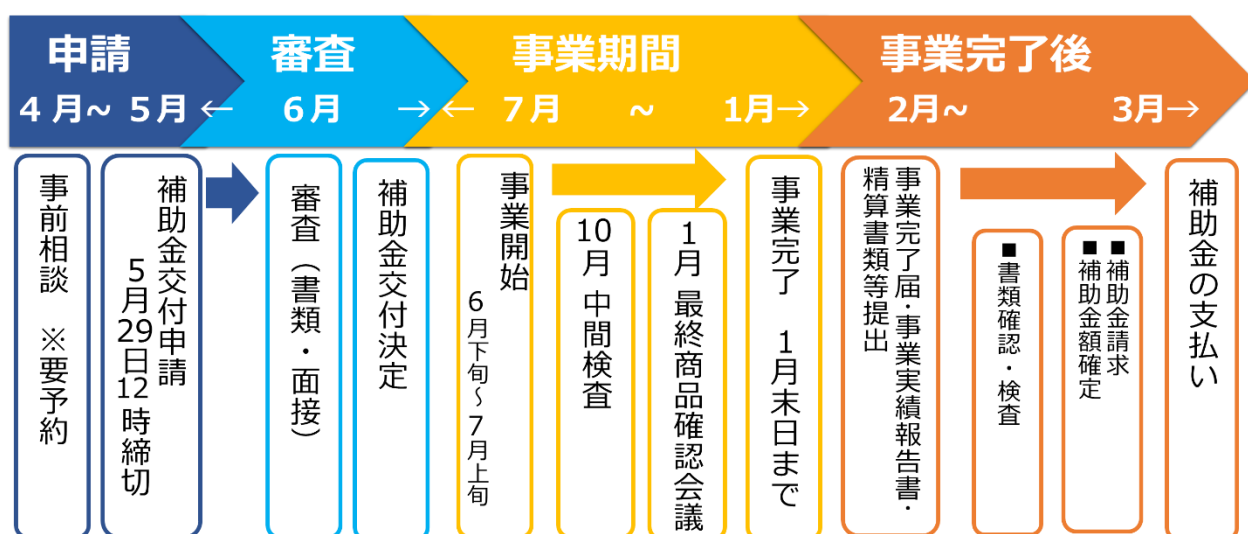 申請
4月~ 5月←
審査
6月 →
事業期間
←7月 ~ 1月→
事業完了後
2月~ 3月→
事前相談 ※要予約
補助金交付申請
5月29日12時締切
審査（書類・面接）
補助金交付決定
事業開始
6月下旬～7月上旬
10月 中間検査
1月 最終商品確認会議
事業完了 1月末日まで
事業完了届・事業実績報告書・
精算書類等提出
■書類確認・検査
■補助金請求
■補助金額確定
補助金の支払い